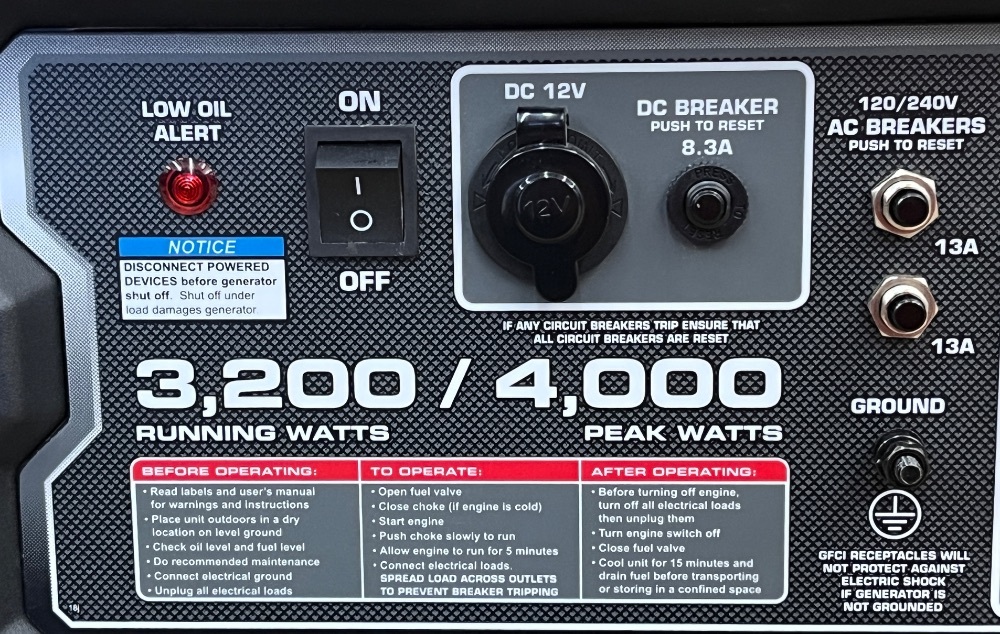 LOW OIL
ALERT
ON
I
O
OFF
NOTICE
DISCONNECT POWERED
DEVICES before generator
shut off. Shut off under
load damages generator
DC 12V
12V
DC BREAKER
PUSH TO RESET
8.3A
PRESS
IF ANY CIRCUIT BREAKERS TRIP ENSURE THAT
ALL CIRCUIT BREAKERS ARE RESET
120/240V
AC BREAKERS
PUSH TO RESET
13A
13A
3,200 / 4,000
RUNNING WATTS PEAK WATTS
GROUND
GFCI RECEPTACLES WILL
NOT PROTECT AGAINST
ELECTRIC SHOCK
IF GENERATOR IS
NOT GROUNDED
BEFORE OPERATING:
• Read labels and user's manual
for warnings and instructions
• Place unit outdoors in a dry
location on level ground
• Check oil level and fuel level
• Do recommended maintenance
• Connect electrical ground
• Unplug all electrical loads
TO OPERATE:
• Open fuel valve
• Close choke (if engine is cold)
• Start engine
• Push choke slowly to run
• Allow engine to run for 5 minutes
• Connect electrical loads.
SPREAD LOAD ACROSS OUTLETS
TO PREVENT BREAKER TRIPPING
AFTER OPERATING:
• Before turning off engine,
turn off all electrical loads
then unplug them
• Turn engine switch off
• Close fuel valve
• Cool unit for 15 minutes and
drain fuel before transporting
or storing in a confined space
18j